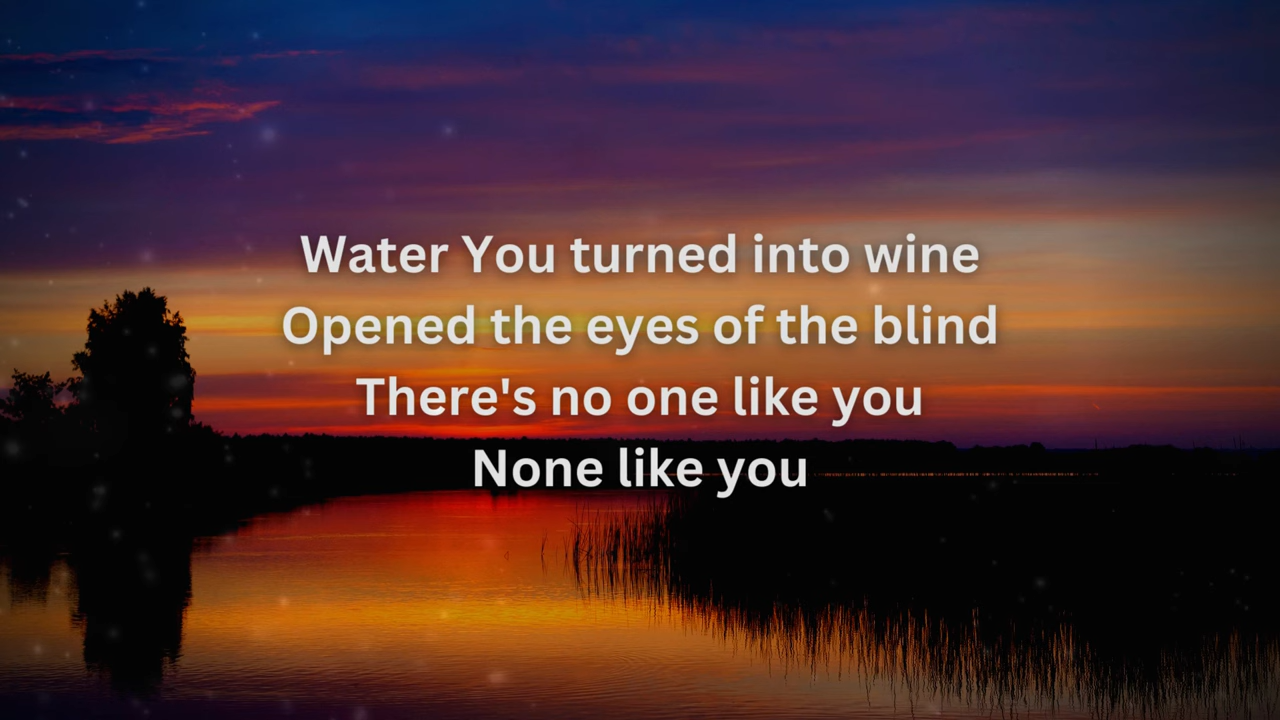 Water You turned into wine
Opened the eyes of the blind
There's no one like you
None like you